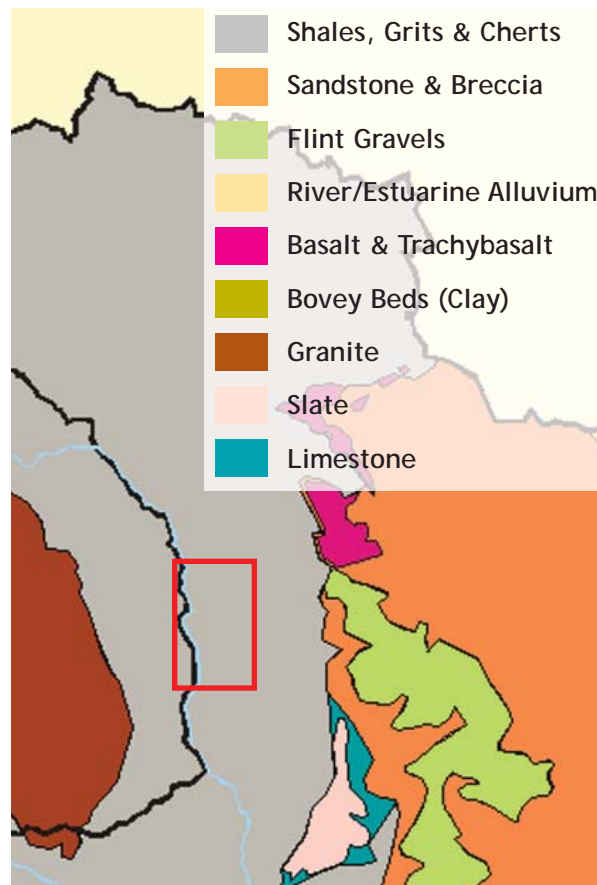 Shales, Grits & Cherts
Sandstone & Breccia
Flint Gravels
River/Estuarine Alluvium
Basalt & Trachybasalt
Bovey Beds (Clay)
Granite
Slate
Limestone